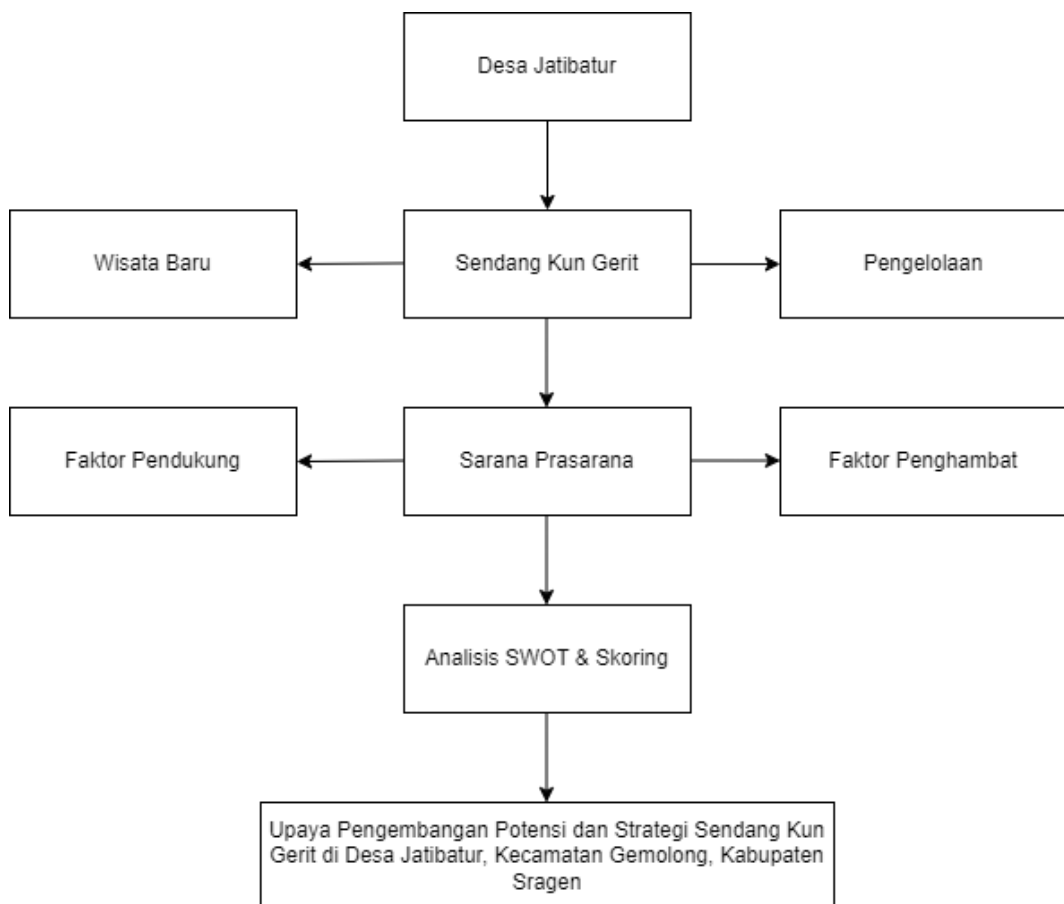 Desa Jatibatur
Wisata Baru
Sendang Kun Gerit
Pengelolaan
Faktor Pendukung
Sarana Prasarana
Faktor Penghambat
Analisis SWOT & Skoring
Upaya Pengembangan Potensi dan Strategi Sendang Kun
Gerit di Desa Jatibatur, Kecamatan Gemolong, Kabupaten
Sragen